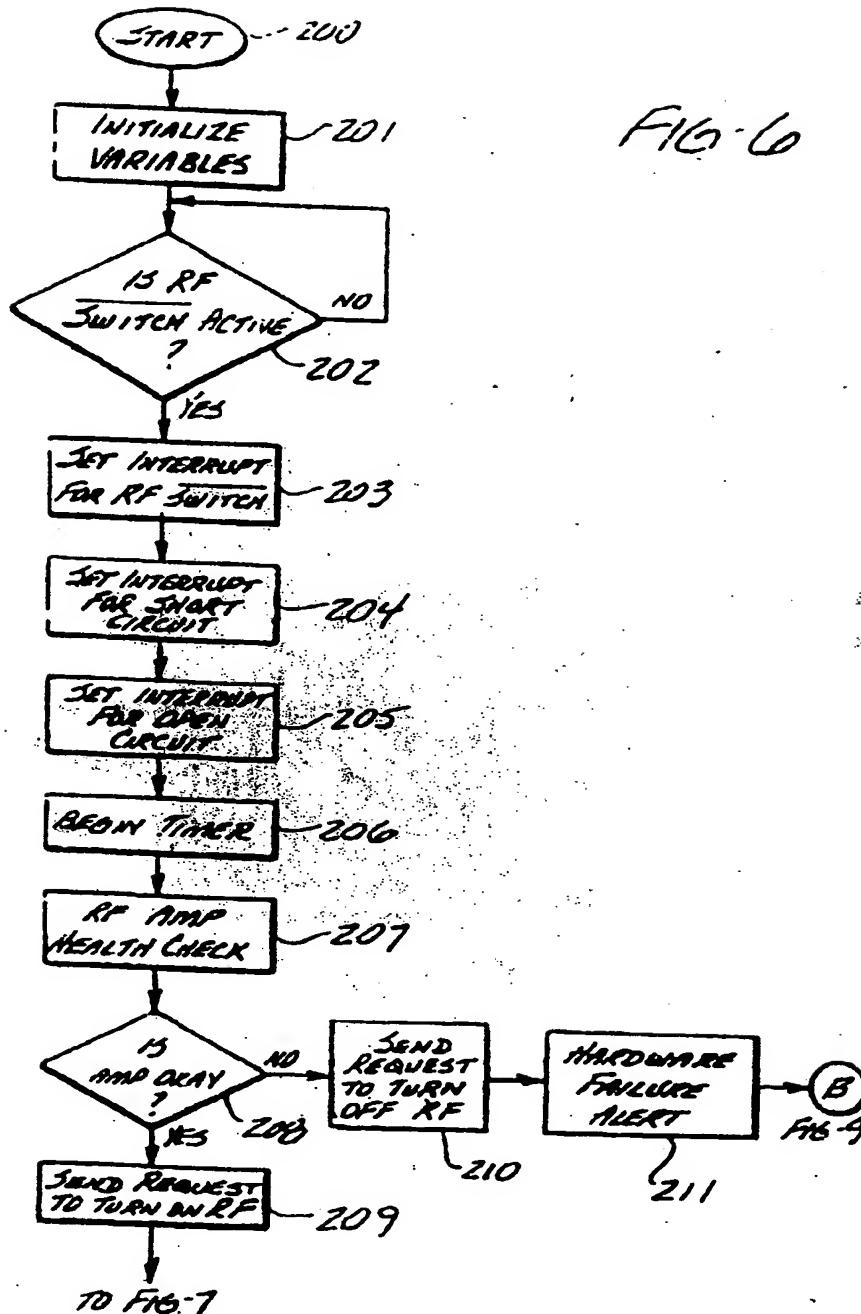 START
200
FIG-6
INITIALIZE
VARIABLES
201
IS RF
SWITCH ACTIVE
?
NO
202
YES
SET INTERRUPT
FOR RF SWITCH
203
SET INTERRUPT
FOR SHORT
CIRCUIT
204
SET INTERRUPT
FOR OPEN
CIRCUIT
205
BEGIN TIMER
206
RF AMP
HEALTH CHECK
207
IS
AMP OKAY
?
NO
208
YES
SEND
REQUEST
TO TURN
OFF RF
210
HARDWARE
FAILURE
ALERT
211
B
SEND REQUEST
TO TURN ON RF
209
TO FIG-7